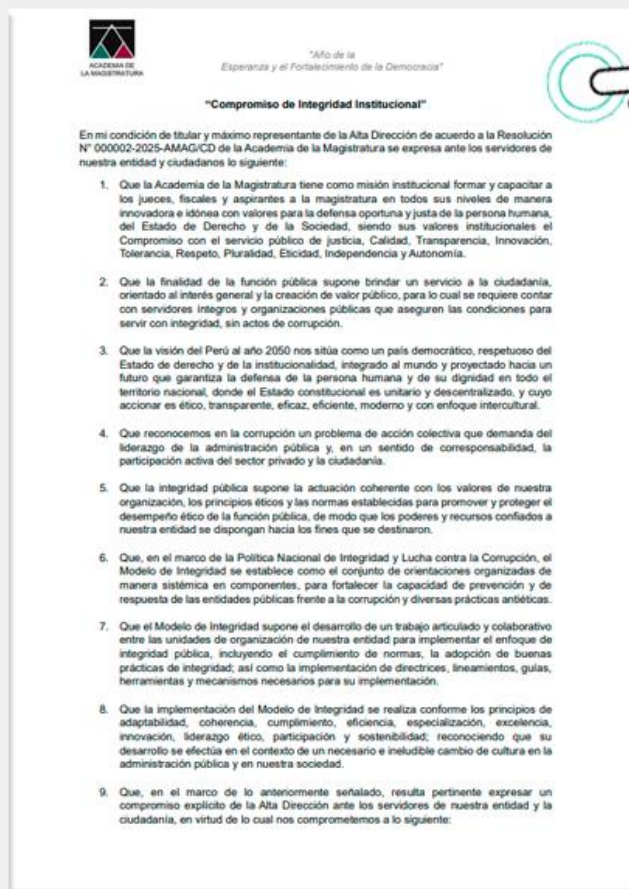 ACADEMIA DE
LA MAGISTRATURA
"Año de la
Esperanza y el Fortalecimiento de la Democracia"
"Compromiso de Integridad Institucional"
En mi condición de titular y máximo representante de la Alta Dirección de acuerdo a la Resolución
N° 000002-2025-AMAG/CD de la Academia de la Magistratura se expresa ante los servidores de
nuestra entidad y ciudadanos lo siguiente:
1. Que la Academia de la Magistratura tiene como misión institucional formar y capacitar a
los jueces, fiscales y aspirantes a la magistratura en todos sus niveles de manera
innovadora e idónea con valores para la defensa oportuna y justa de la persona humana,
del Estado de Derecho y de la Sociedad, siendo sus valores institucionales el
Compromiso con el servicio público de justicia, Calidad, Transparencia, Innovación,
Tolerancia, Respeto, Pluralidad, Eticidad, Independencia y Autonomía.
2. Que la finalidad de la función pública supone brindar un servicio a la ciudadanía,
orientado al interés general y la creación de valor público, para lo cual se requiere contar
con servidores íntegros y organizaciones públicas que aseguren las condiciones para
servir con integridad, sin actos de corrupción.
3. Que la visión del Perú al año 2050 nos sitúa como un país democrático, respetuoso del
Estado de derecho y de la institucionalidad, integrado al mundo y proyectado hacia un
futuro que garantiza la defensa de la persona humana y de su dignidad en todo el
territorio nacional, donde el Estado constitucional es unitario y descentralizado, y cuyo
accionar es ético, transparente, eficaz, eficiente, moderno y con enfoque intercultural.
4. Que reconocemos en la corrupción un problema de acción colectiva que demanda del
liderazgo de la administración pública y, en un sentido de corresponsabilidad, la
participación activa del sector privado y la ciudadanía.
5. Que la integridad pública supone la actuación coherente con los valores de nuestra
organización, los principios éticos y las normas establecidas para promover y proteger el
desempeño ético de la función pública, de modo que los poderes y recursos confiados a
nuestra entidad se dispongan hacia los fines que se destinaron.
6. Que, en el marco de la Política Nacional de Integridad y Lucha contra la Corrupción, el
Modelo de Integridad se establece como el conjunto de orientaciones organizadas de
manera sistémica en componentes, para fortalecer la capacidad de prevención y de
respuesta de las entidades públicas frente a la corrupción y diversas prácticas antiéticas.
7. Que el Modelo de Integridad supone el desarrollo de un trabajo articulado y colaborativo
entre las unidades de organización de nuestra entidad para implementar el enfoque de
integridad pública, incluyendo el cumplimiento de normas, la adopción de buenas
prácticas de integridad; así como la implementación de directrices, lineamientos, guías,
herramientas y mecanismos necesarios para su implementación.
8. Que la implementación del Modelo de Integridad se realiza conforme los principios de
adaptabilidad, coherencia, cumplimiento, eficiencia, especialización, excelencia,
innovación, liderazgo ético, participación y sostenibilidad; reconociendo que su
desarrollo se efectúa en el contexto de un necesario e ineludible cambio de cultura en la
administración pública y en nuestra sociedad.
9. Que, en el marco de lo anteriormente señalado, resulta pertinente expresar un
compromiso explícito de la Alta Dirección ante los servidores de nuestra entidad y la
ciudadanía, en virtud de lo cual nos comprometemos a lo siguiente: